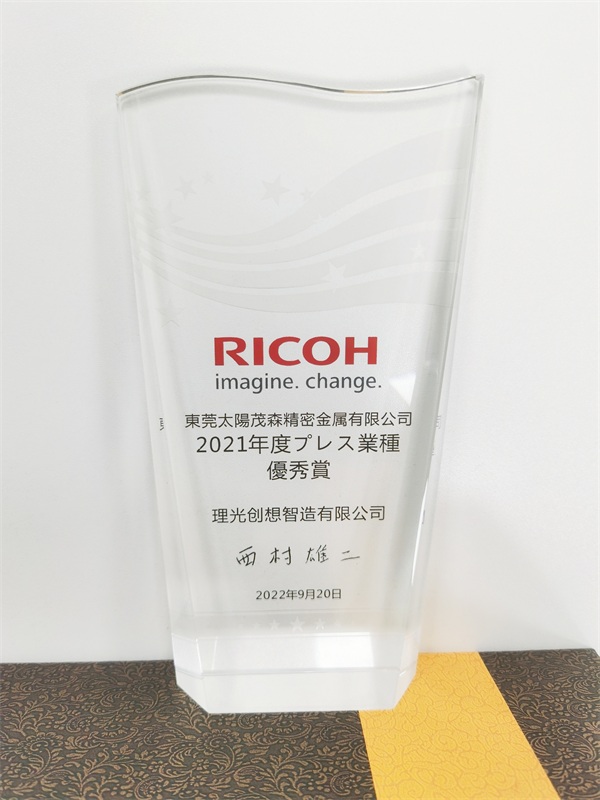 RICOH
imagine. change.
東莞太陽茂森精密金属有限公司
2021年度プレス業種
優秀賞
理光创想智造有限公司
西村雄二
2022年9月20日